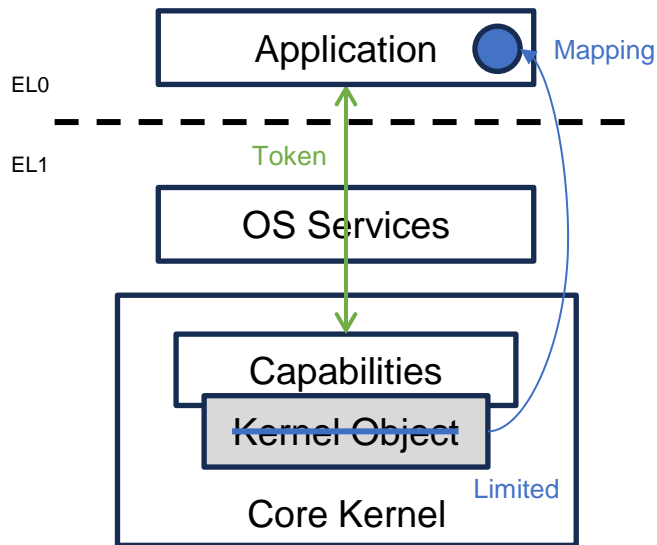 Application
Mapping
EL0
Token
EL1
OS Services
Capabilities
Kernel Object
Limited
Core Kernel